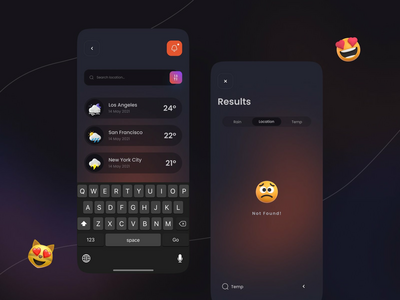 Search location...
Los Angeles
14 May, 2021
24°
San Francisco
14 May, 2021
22°
New York City
14 May, 2021
21°
Q W E R T Y U I O P
A S D F G H J K L
Z X C V B N M
123
space
Go
Results
Rain
Location
Temp
Not Found!
Temp